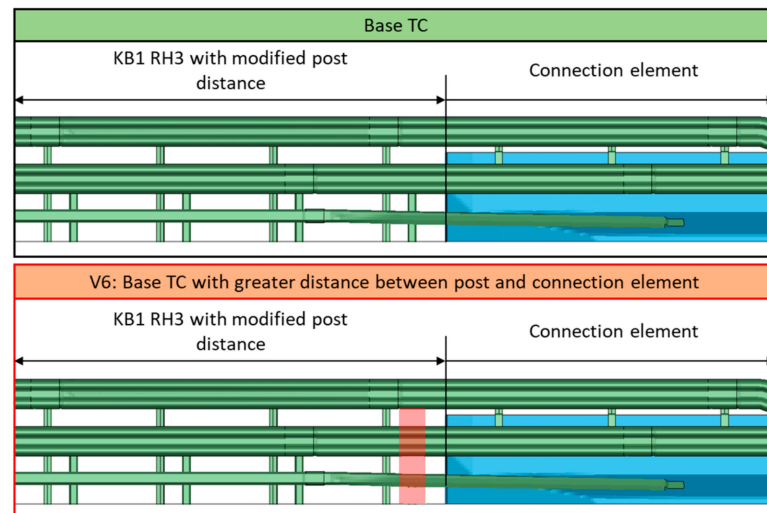 Base TC
KB1 RH3 with modified post
distance
Connection element
V6: Base TC with greater distance between post and connection element
KB1 RH3 with modified post
distance
Connection element